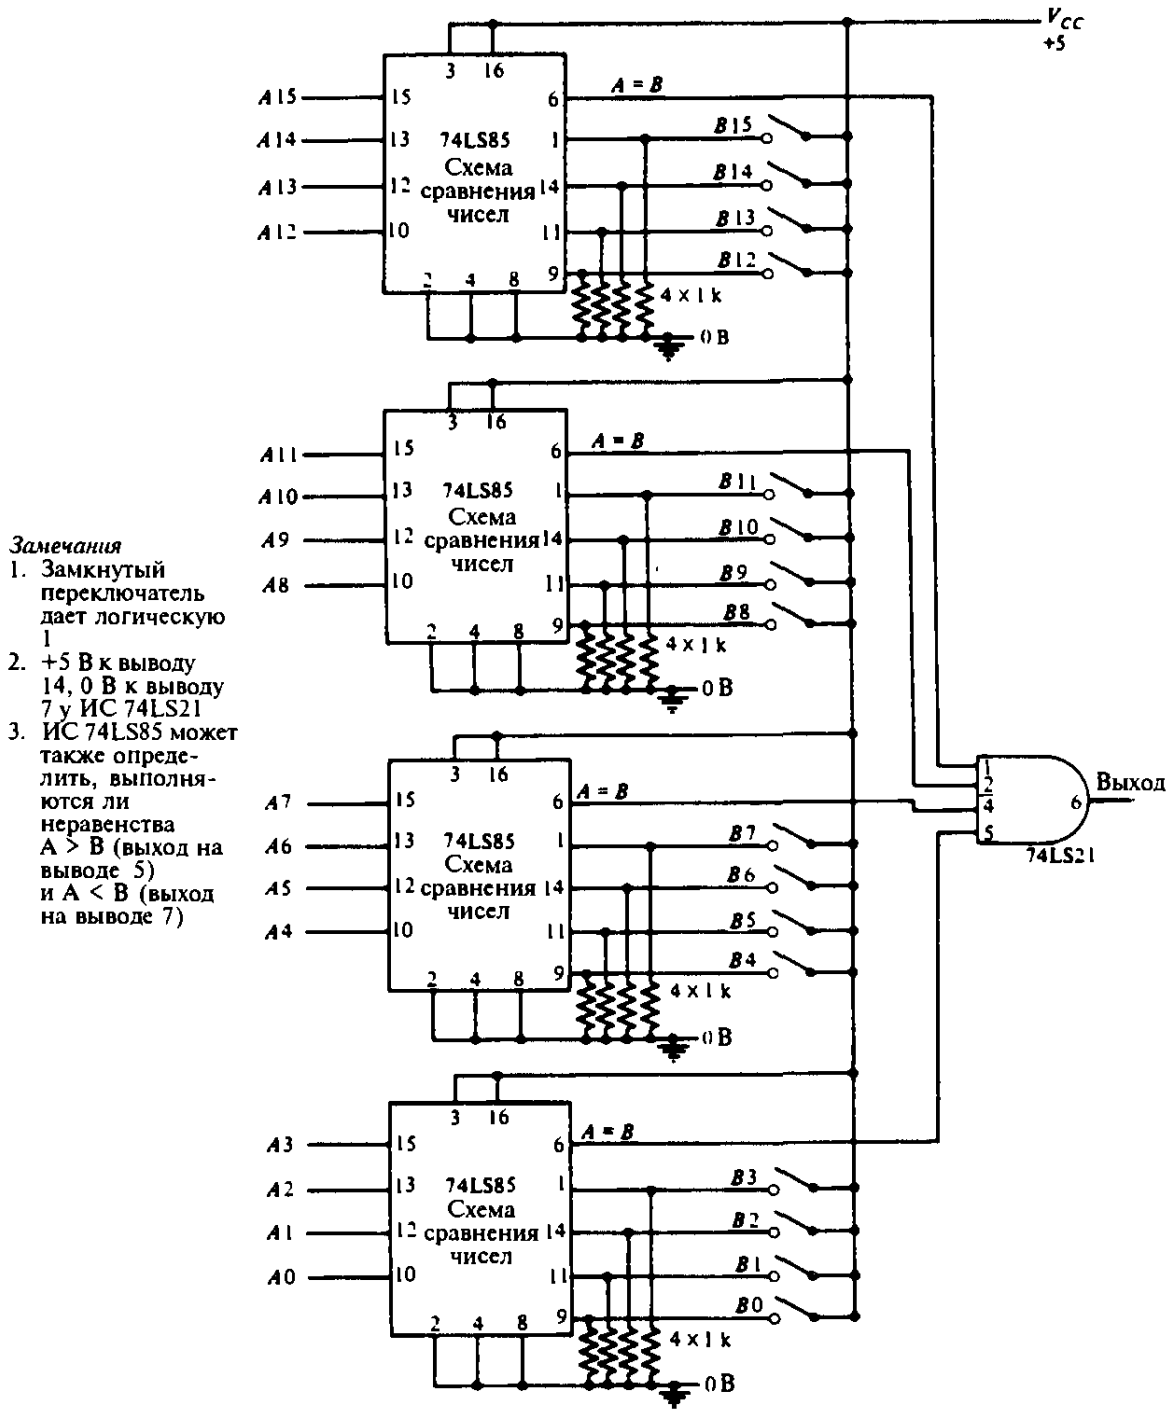 VCC
+5
3 16
A15 15 6 A = B
A14 13 74LS85 1 B15
Схема
A13 12 сравнения 14 B14
чисел
A12 10 11 B13
2 4 8 9 B12
4 × 1 k
0 В
3 16
A11 15 6 A = B
A10 13 74LS85 1 B11
Схема
A9 12 сравнения 14 B10
чисел
A8 10 11 B9
2 4 8 9 B8
4 × 1 k
0 В
Замечания
1. Замкнутый
переключатель
дает логическую
1
2. +5 В к выводу
14, 0 В к выводу
7 у ИС 74LS21
3. ИС 74LS85 может
также опреде-
лить, выполня-
ются ли
неравенства
A > B (выход на
выводе 5)
и A < B (выход
на выводе 7)
3 16
A7 15 6 A = B
A6 13 74LS85 1 B7
Схема
A5 12 сравнения 14 B6
чисел
A4 10 11 B5
2 4 8 9 B4
4 × 1 k
0 В
1
2
4 6 Выход
5
74LS21
3 16
A3 15 6 A = B
A2 13 74LS85 1 B3
Схема
A1 12 сравнения 14 B2
чисел
A0 10 11 B1
2 4 8 9 B0
4 × 1 k
0 В